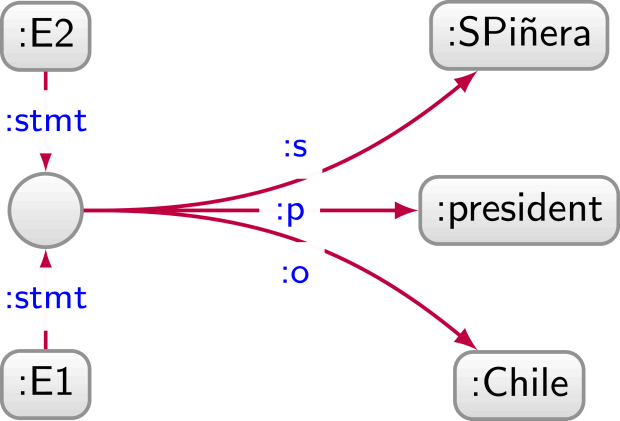 :E2
:SPiñera
:stmt
:s
:p
:president
:o
:stmt
:E1
:Chile